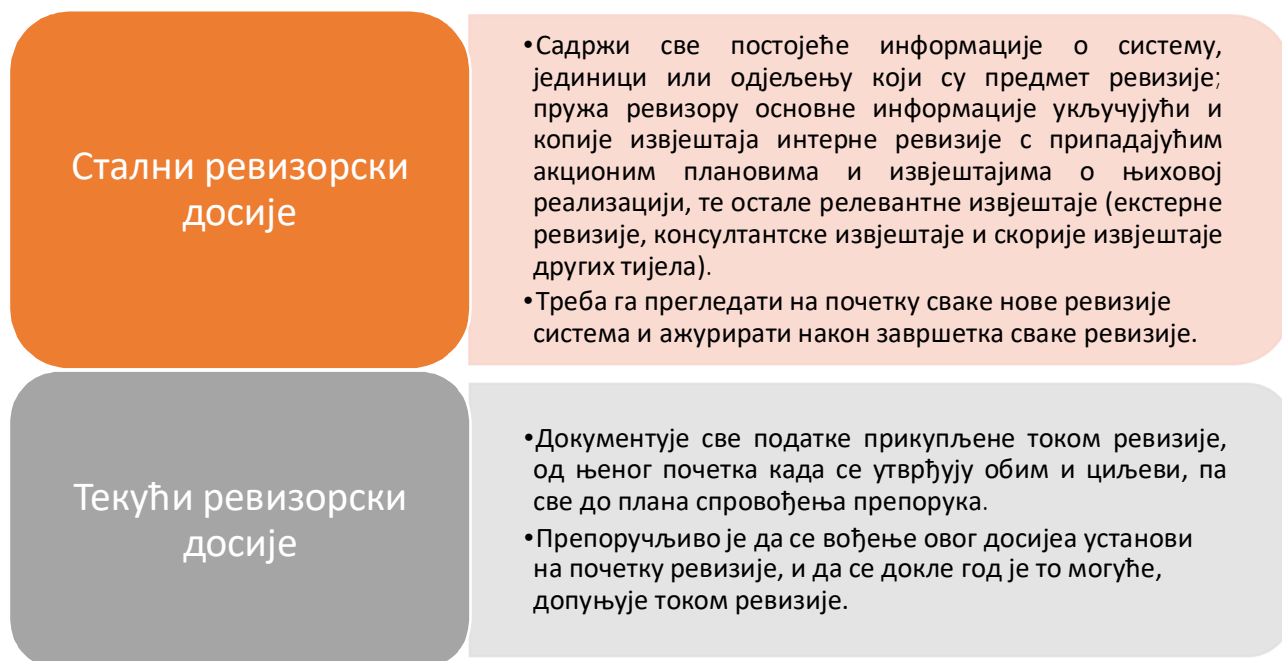 Стални ревизорски
досије
•Садржи све постојеће информације о систему,
јединици или одјељењу који су предмет ревизије;
пружа ревизору основне информације укључујући и
копије извјештаја интерне ревизије с припадајућим
акционим плановима и извјештајима о њиховој
реализацији, те остале релевантне извјештаје (екстерне
ревизије, консултантске извјештаје и скорије извјештаје
других тијела).
•Треба га прегледати на почетку сваке нове ревизије
система и ажурирати након завршетка сваке ревизије.
Текући ревизорски
досије
•Документује све податке прикупљене током ревизије,
од њеног почетка када се утврђују обим и циљеви, па
све до плана спровођења препорука.
•Препоручљиво је да се вођење овог досијеа установи
на почетку ревизије, и да се докле год је то могуће,
допуњује током ревизије.